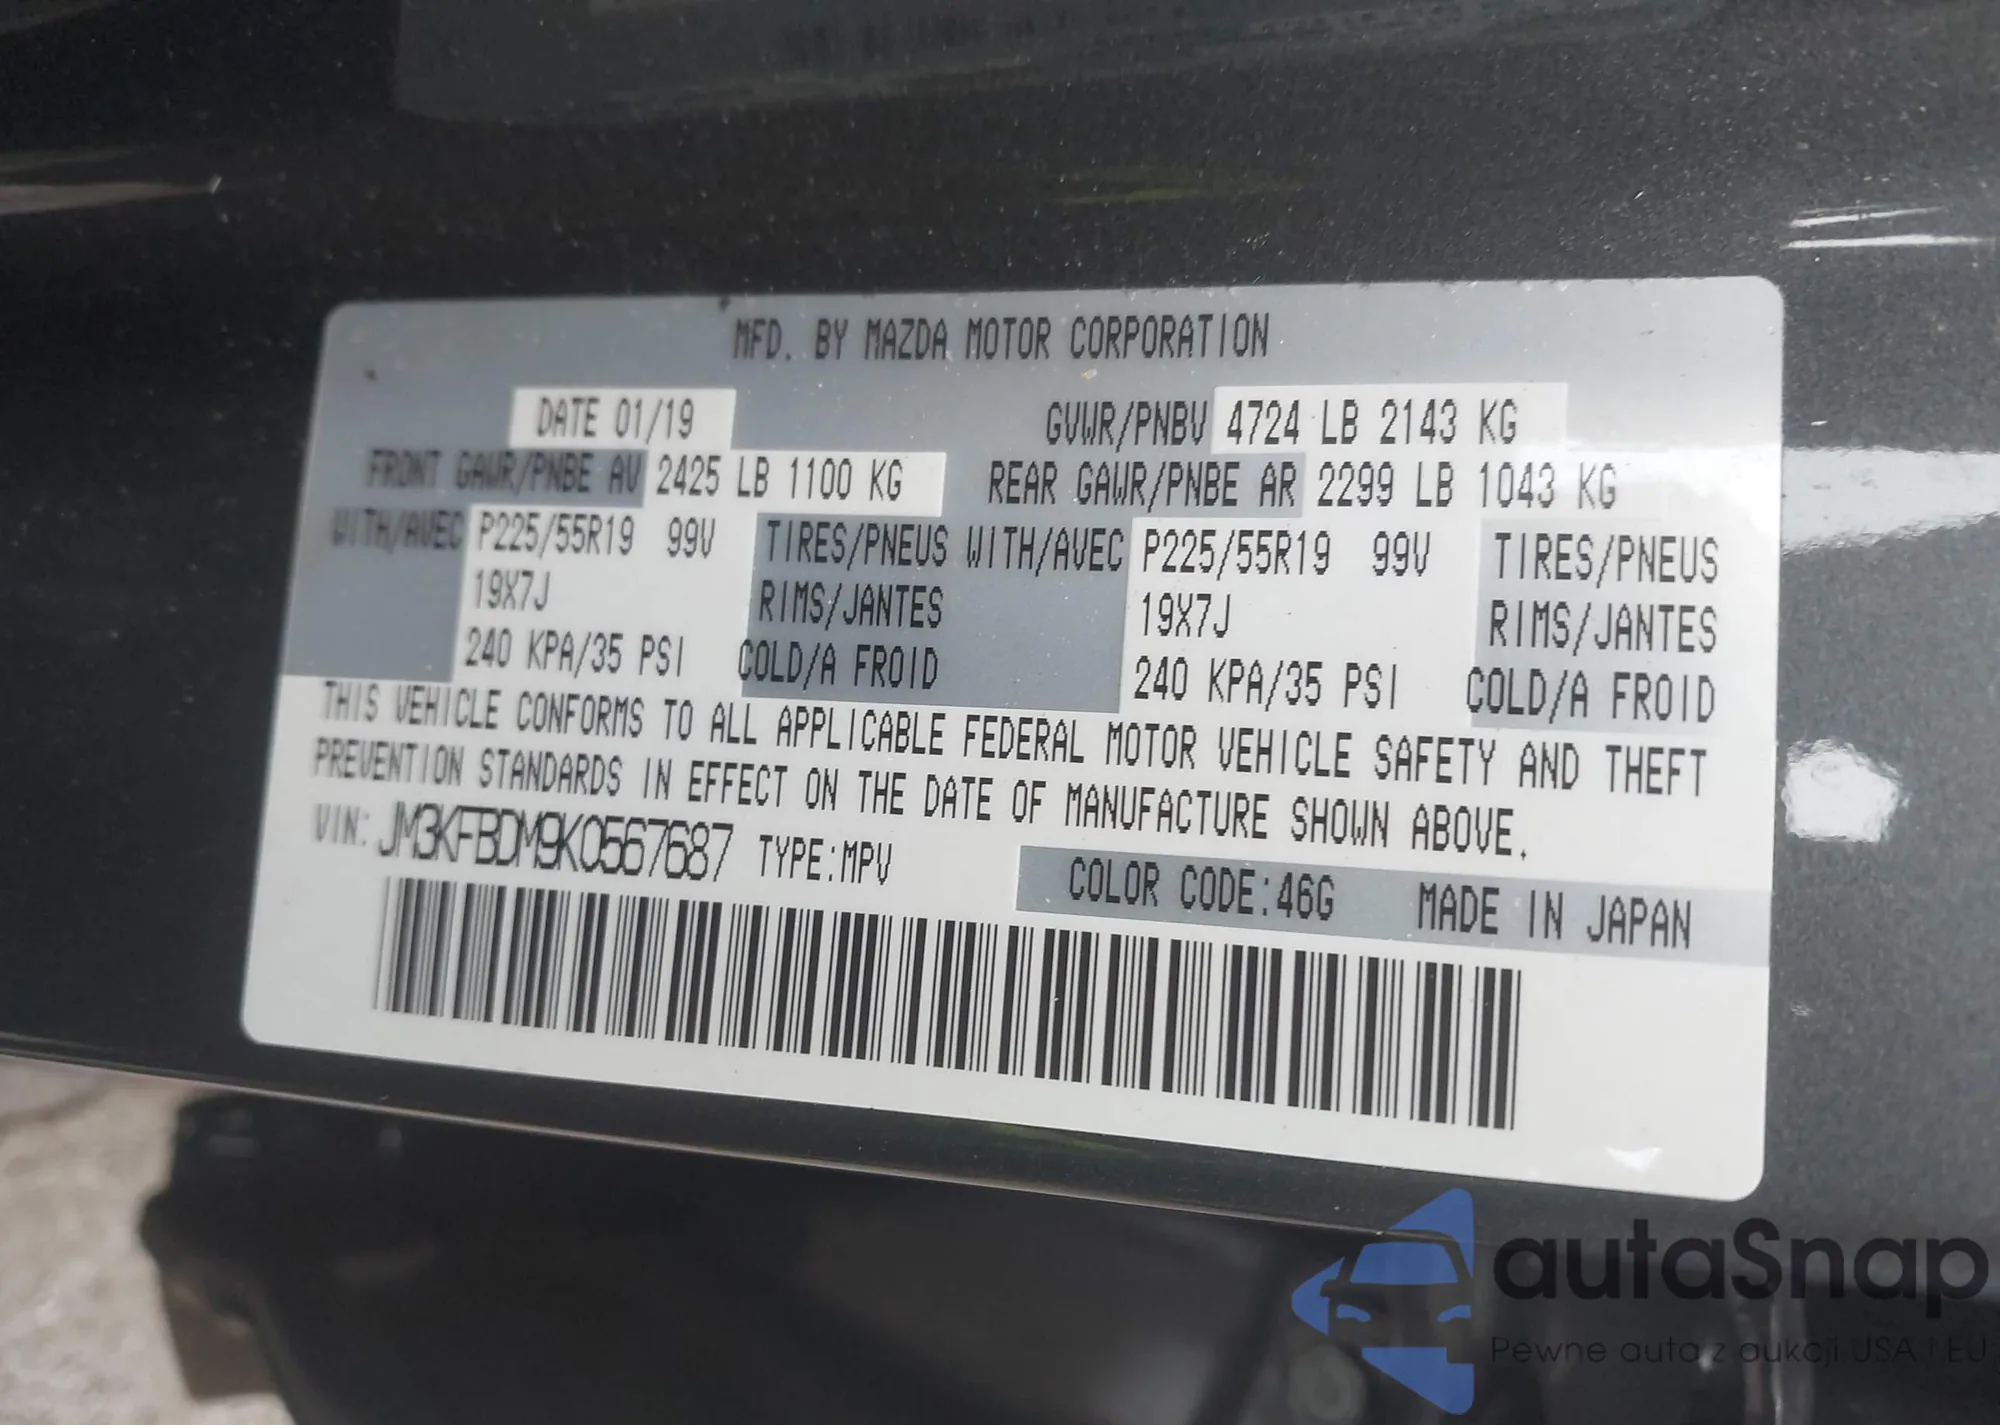 MFD. BY MAZDA MOTOR CORPORATION
DATE 01/19 GVWR/PNBV 4724 LB 2143 KG
FRONT GAWR/PNBE AV 2425 LB 1100 KG REAR GAWR/PNBE AR 2299 LB 1043 KG
WITH/AVEC P225/55R19 99V TIRES/PNEUS WITH/AVEC P225/55R19 99V TIRES/PNEUS
19X7J RIMS/JANTES 19X7J RIMS/JANTES
240 KPA/35 PSI COLD/A FROID 240 KPA/35 PSI COLD/A FROID
THIS VEHICLE CONFORMS TO ALL APPLICABLE FEDERAL MOTOR VEHICLE SAFETY AND THEFT
PREVENTION STANDARDS IN EFFECT ON THE DATE OF MANUFACTURE SHOWN ABOVE.
VIN: JM3KFBDM9K0567687 TYPE:MPV
COLOR CODE:46G MADE IN JAPAN
autaSnap
Pewne auta z aukcji USA i EU